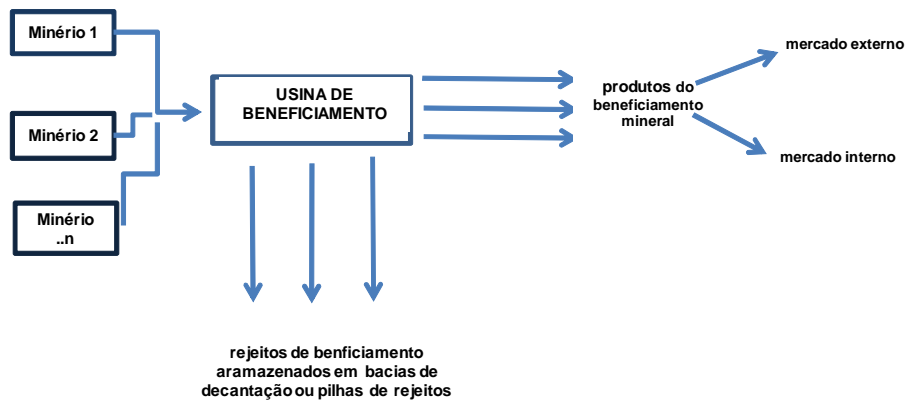 Minério 1
Minério 2
Minério
..n
USINA DE
BENEFICIAMENTO
produtos do
beneficiamento
mineral
mercado externo
mercado interno
rejeitos de benficiamento
aramazenados em bacias de
decantação ou pilhas de rejeitos